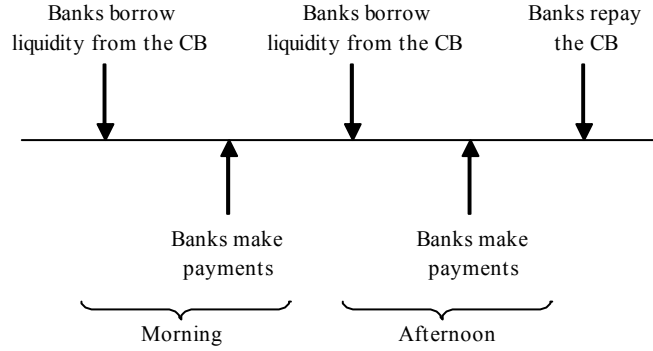 Banks borrow
liquidity from the CB
Banks borrow
liquidity from the CB
Banks repay
the CB
Banks make
payments
Banks make
payments
Morning
Afternoon